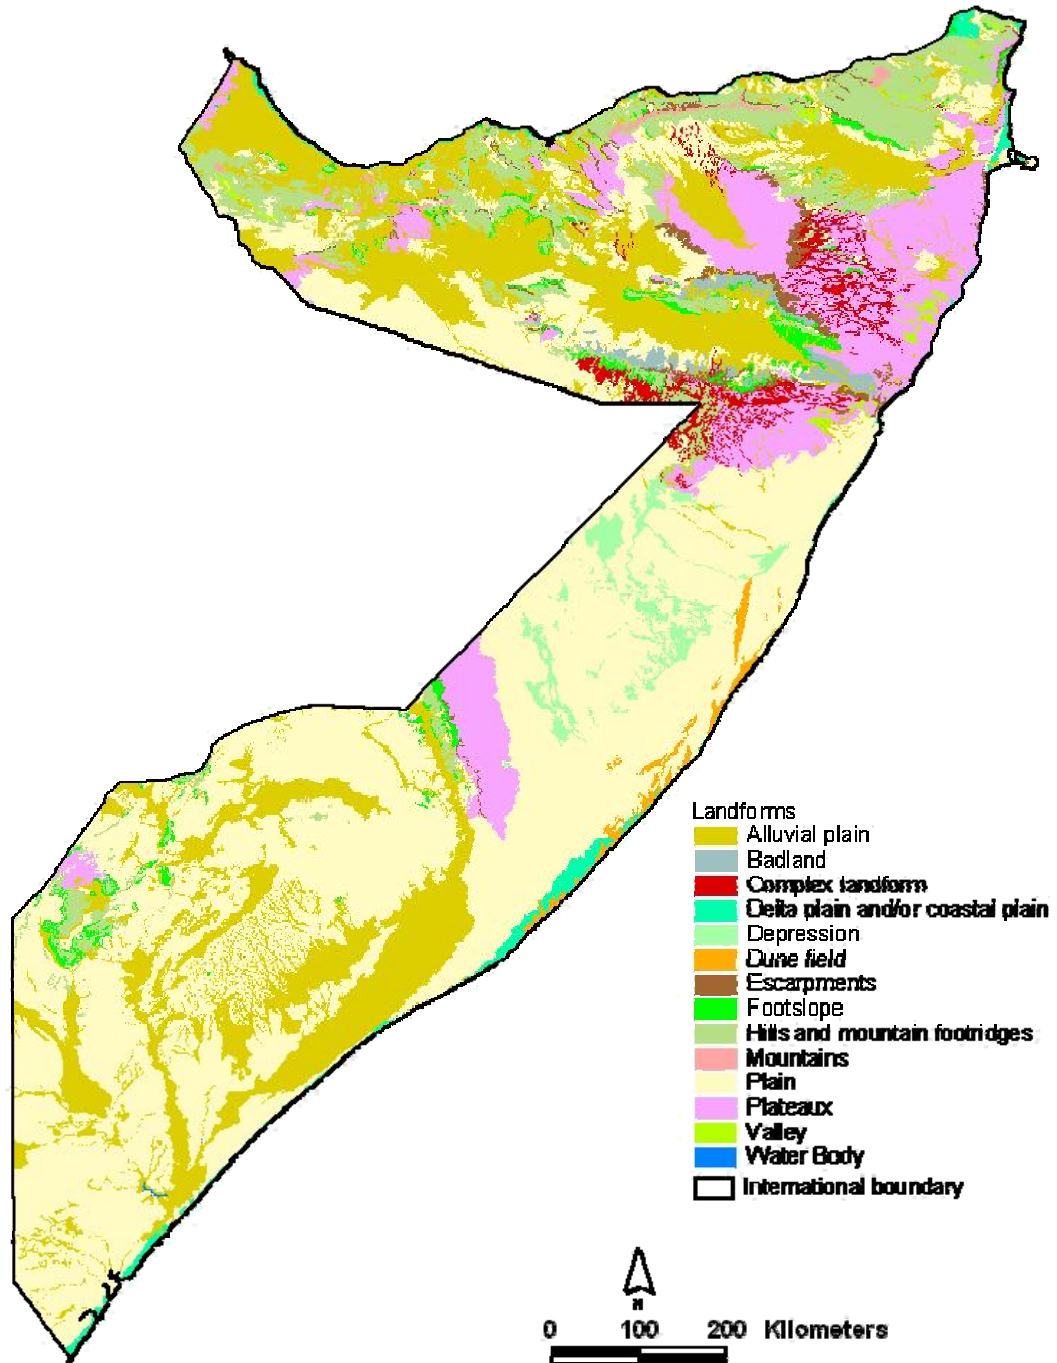 Landforms
Alluvial plain
Badland
Complex landform
Delta plain and/or coastal plain
Depression
Dune field
Escarpments
Footslope
Hills and mountain footridges
Mountains
Plain
Plateaux
Valley
Water Body
International boundary
N
0 100 200 Kilometers